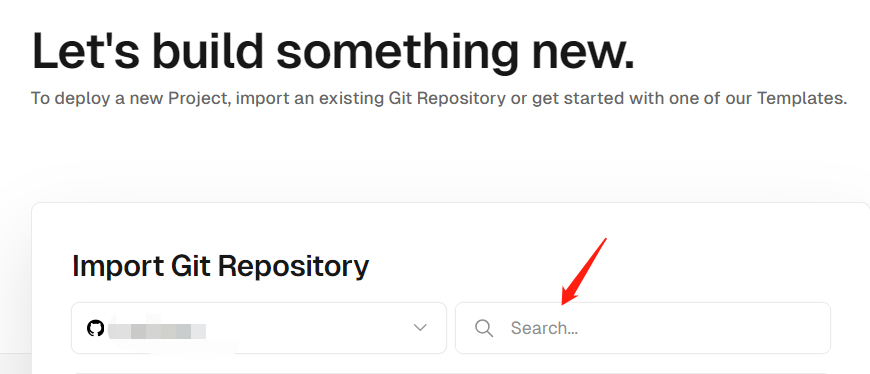 Let's build something new.
To deploy a new Project, import an existing Git Repository or get started with one of our Templates.
Import Git Repository
Search...